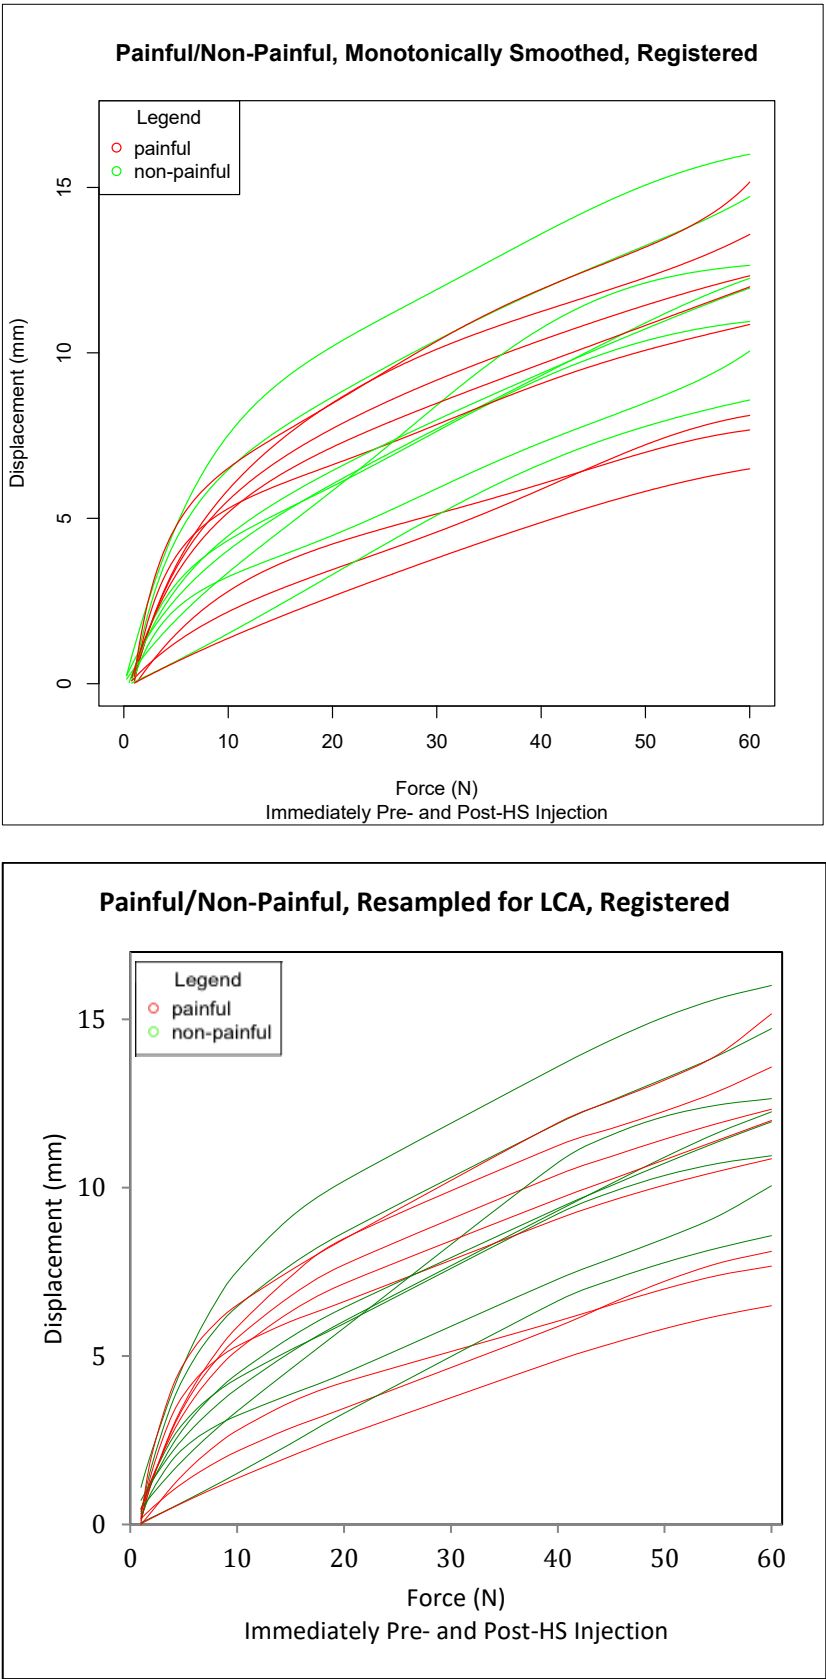 Painful/Non-Painful, Monotonically Smoothed, Registered
Legend
painful
non-painful
15
10
5
0
Displacement (mm)
0 10 20 30 40 50 60
Force (N)
Immediately Pre- and Post-HS Injection
Painful/Non-Painful, Resampled for LCA, Registered
Legend
painful
non-painful
15
10
5
0
Displacement (mm)
0 10 20 30 40 50 60
Force (N)
Immediately Pre- and Post-HS Injection